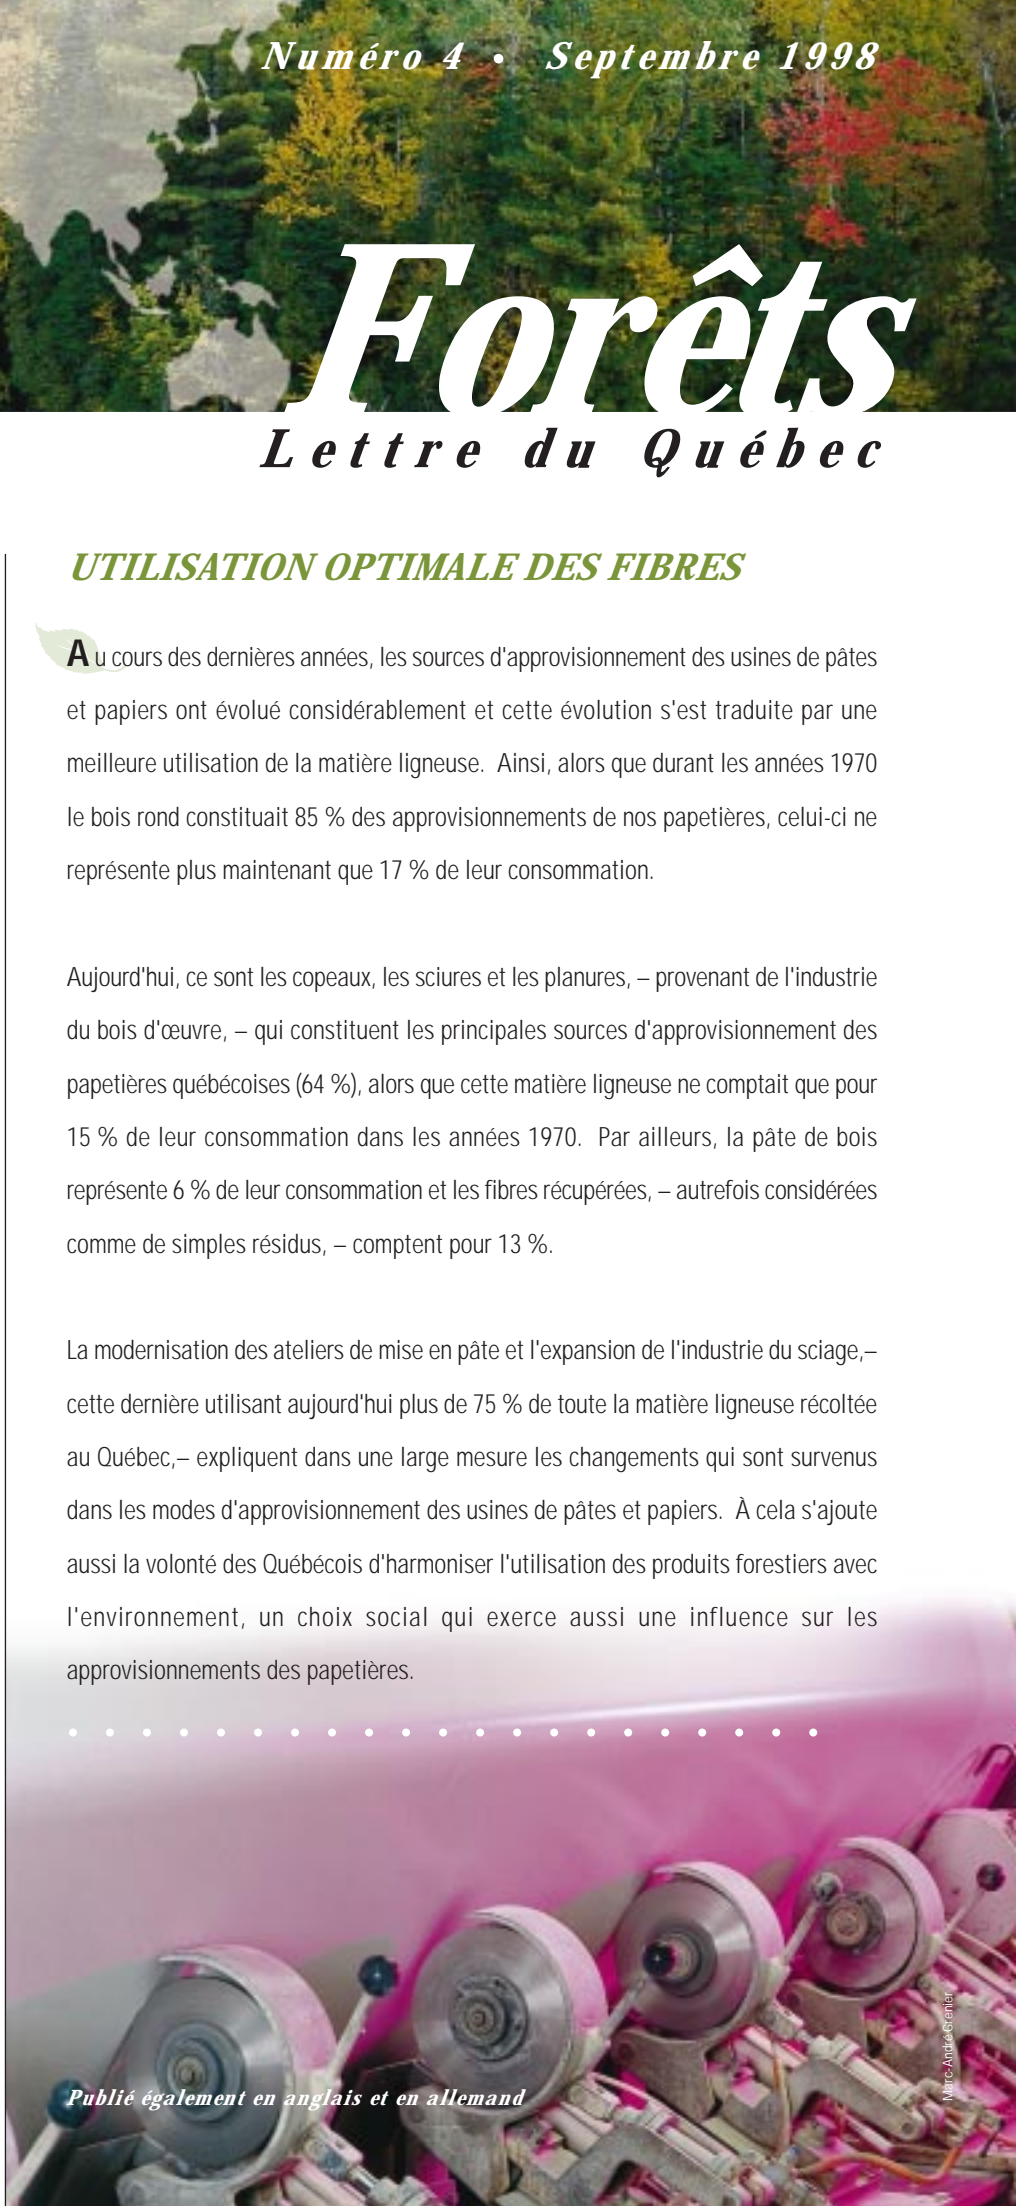 Numéro 4 • Septembre 1998
Forêts
Lettre du Québec
UTILISATION OPTIMALE DES FIBRES
Au cours des dernières années, les sources d'approvisionnement des usines de pâtes
et papiers ont évolué considérablement et cette évolution s'est traduite par une
meilleure utilisation de la matière ligneuse. Ainsi, alors que durant les années 1970
le bois rond constituait 85 % des approvisionnements de nos papetières, celui-ci ne
représente plus maintenant que 17 % de leur consommation.
Aujourd'hui, ce sont les copeaux, les sciures et les planures, – provenant de l'industrie
du bois d'œuvre, – qui constituent les principales sources d'approvisionnement des
papetières québécoises (64 %), alors que cette matière ligneuse ne comptait que pour
15 % de leur consommation dans les années 1970. Par ailleurs, la pâte de bois
représente 6 % de leur consommation et les fibres récupérées, – autrefois considérées
comme de simples résidus, – comptent pour 13 %.
La modernisation des ateliers de mise en pâte et l'expansion de l'industrie du sciage,–
cette dernière utilisant aujourd'hui plus de 75 % de toute la matière ligneuse récoltée
au Québec,– expliquent dans une large mesure les changements qui sont survenus
dans les modes d'approvisionnement des usines de pâtes et papiers. À cela s'ajoute
aussi la volonté des Québécois d'harmoniser l'utilisation des produits forestiers avec
l'environnement, un choix social qui exerce aussi une influence sur les
approvisionnements des papetières.
Marc-André Grenier
Publié également en anglais et en allemand